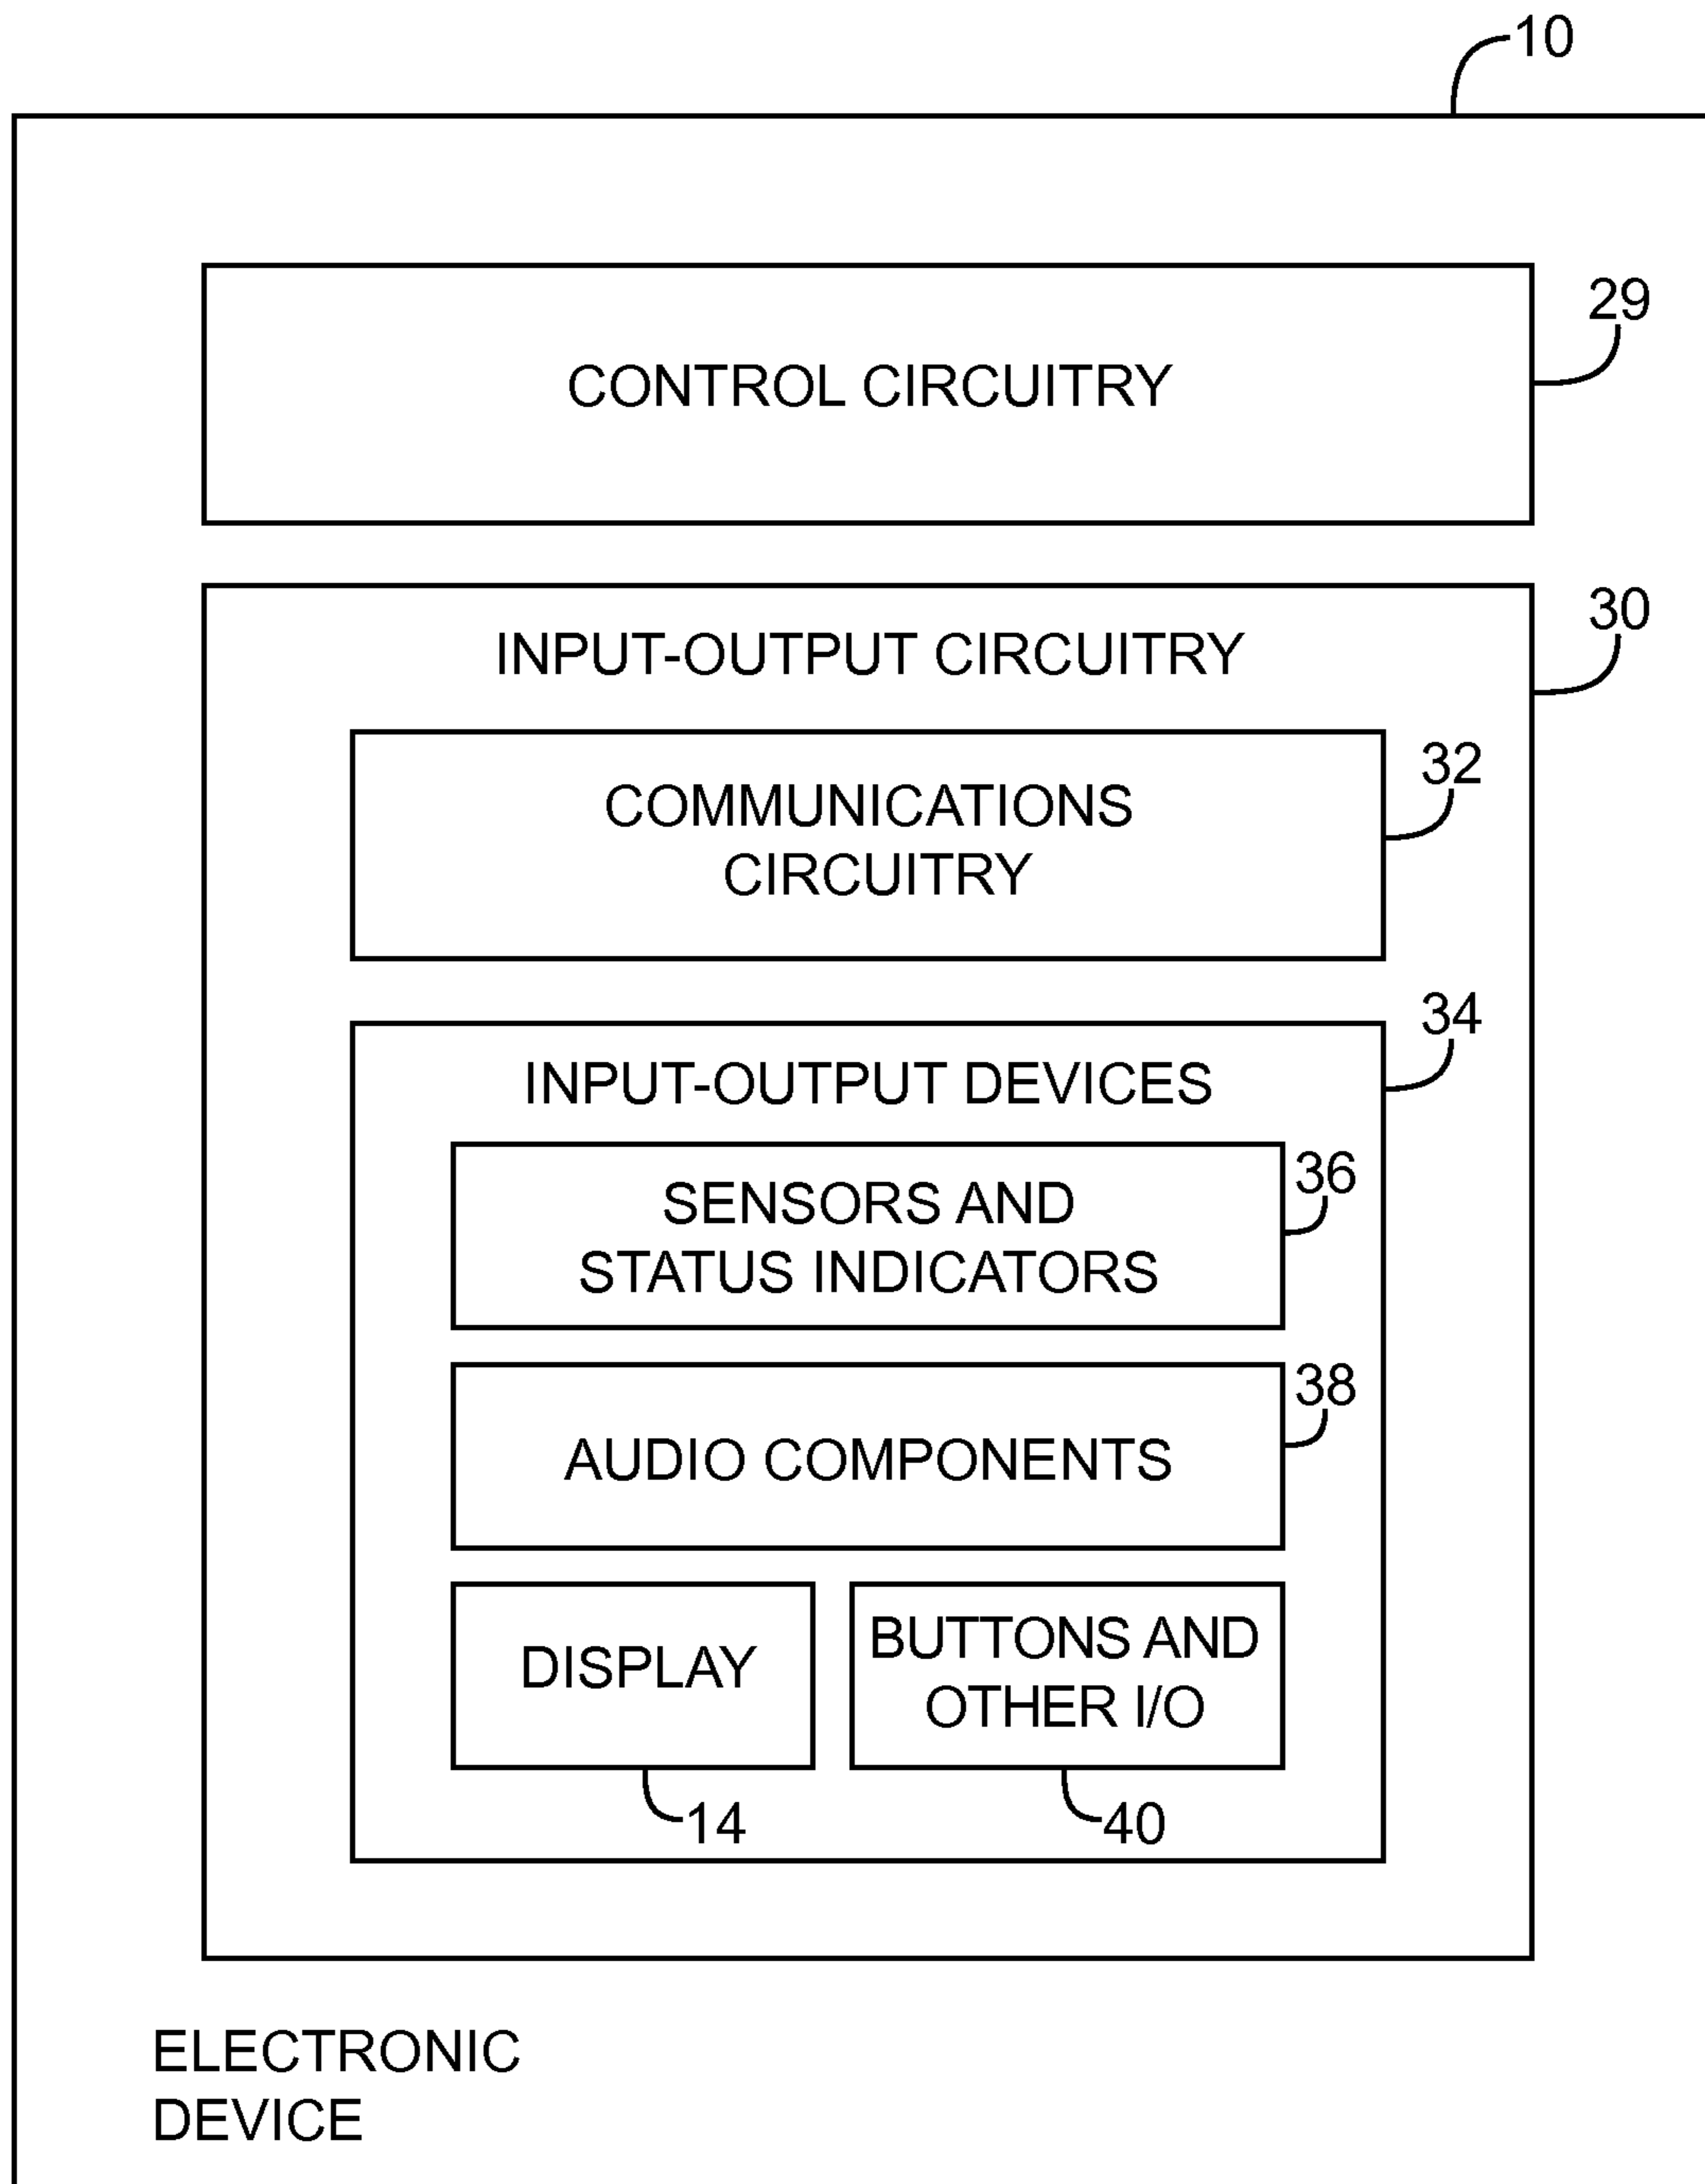 10
29
CONTROL CIRCUITRY
30
INPUT-OUTPUT CIRCUITRY
32
COMMUNICATIONS
CIRCUITRY
34
INPUT-OUTPUT DEVICES
36
SENSORS AND
STATUS INDICATORS
38
AUDIO COMPONENTS
DISPLAY
BUTTONS AND
OTHER I/O
14
40
ELECTRONIC
DEVICE